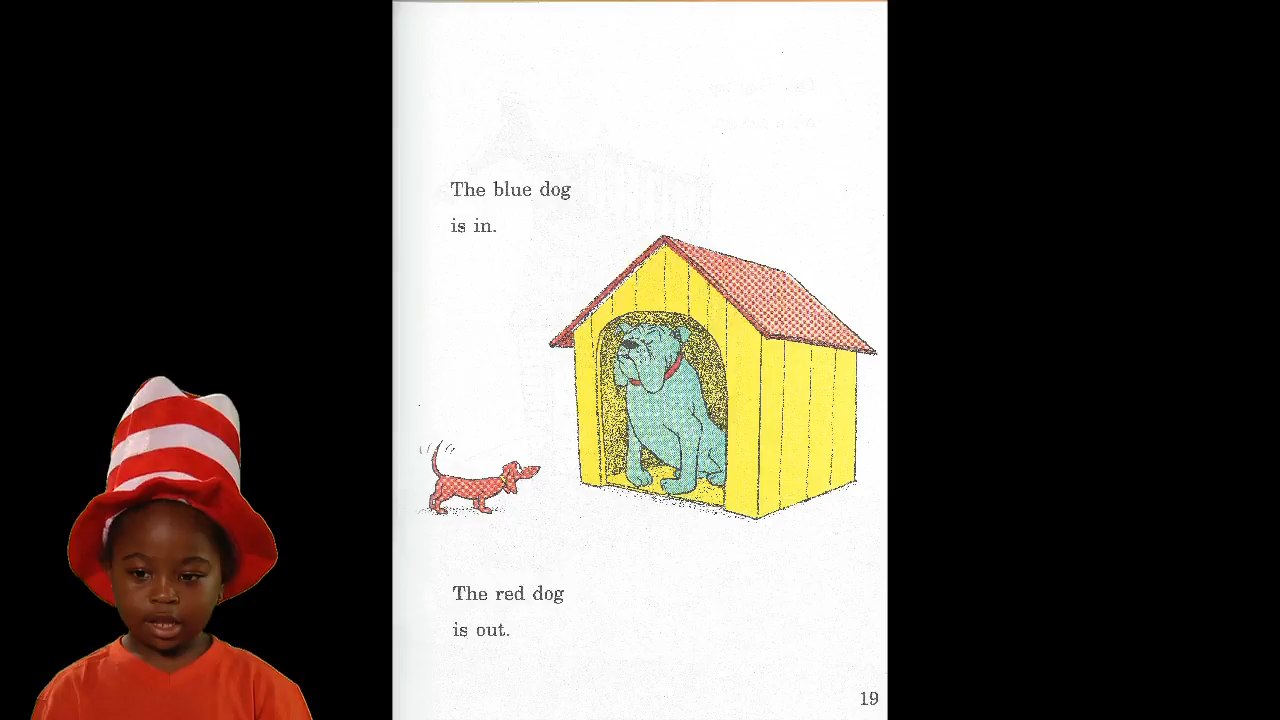 The blue dog
is in.
The red dog
is out.
19